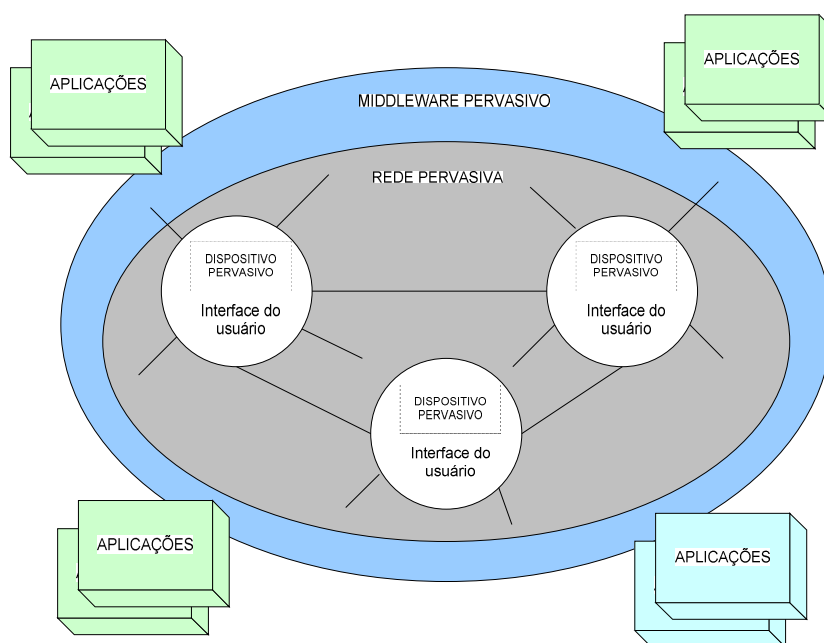 APLICAÇÕES
APLICAÇÕES
MIDDLEWARE PERVASIVO
REDE PERVASIVA
DISPOSITIVO
PERVASIVO
Interface do
usuário
DISPOSITIVO
PERVASIVO
Interface do
usuário
DISPOSITIVO
PERVASIVO
Interface do
usuário
APLICAÇÕES
APLICAÇÕES